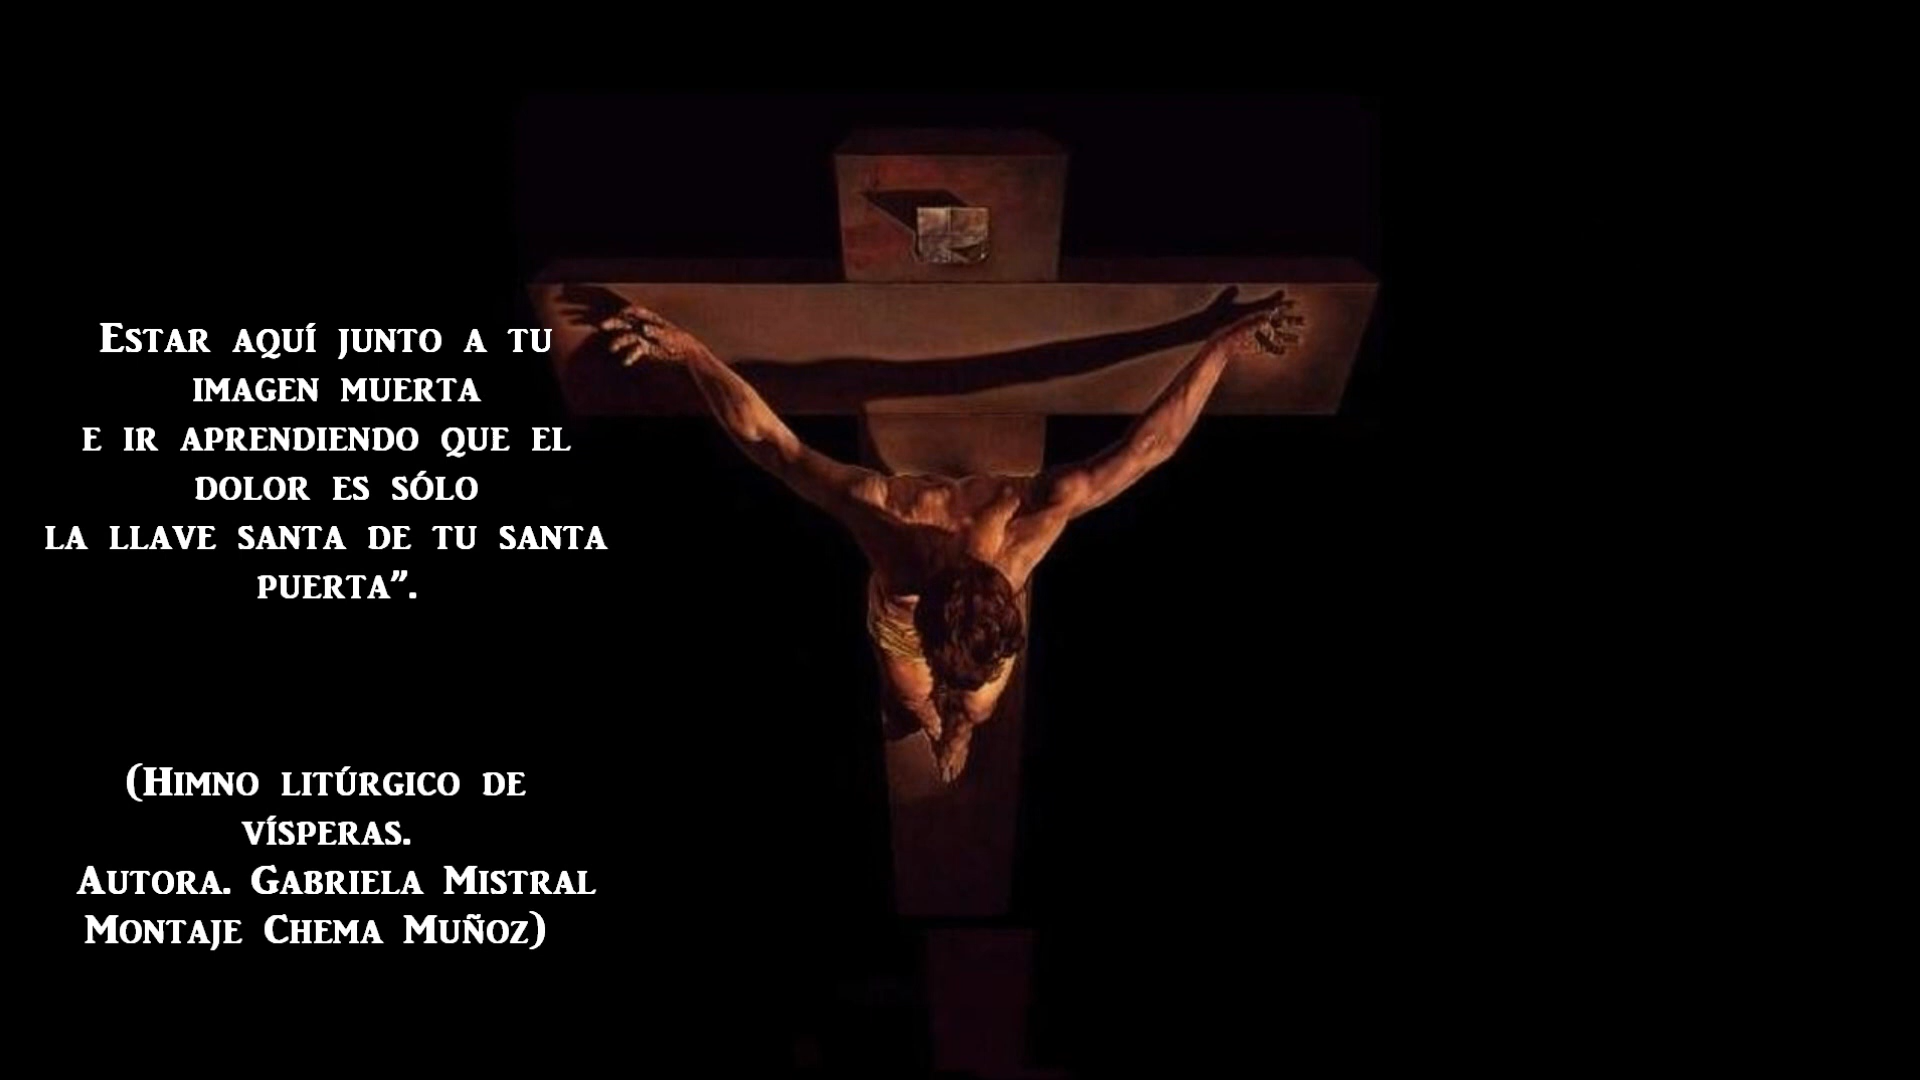 Estar aquí junto a tu
imagen muerta
e ir aprendiendo que el
dolor es sólo
la llave santa de tu santa
puerta”.
(Himno litúrgico de
vísperas.
Autora. Gabriela Mistral
Montaje Chema Muñoz)